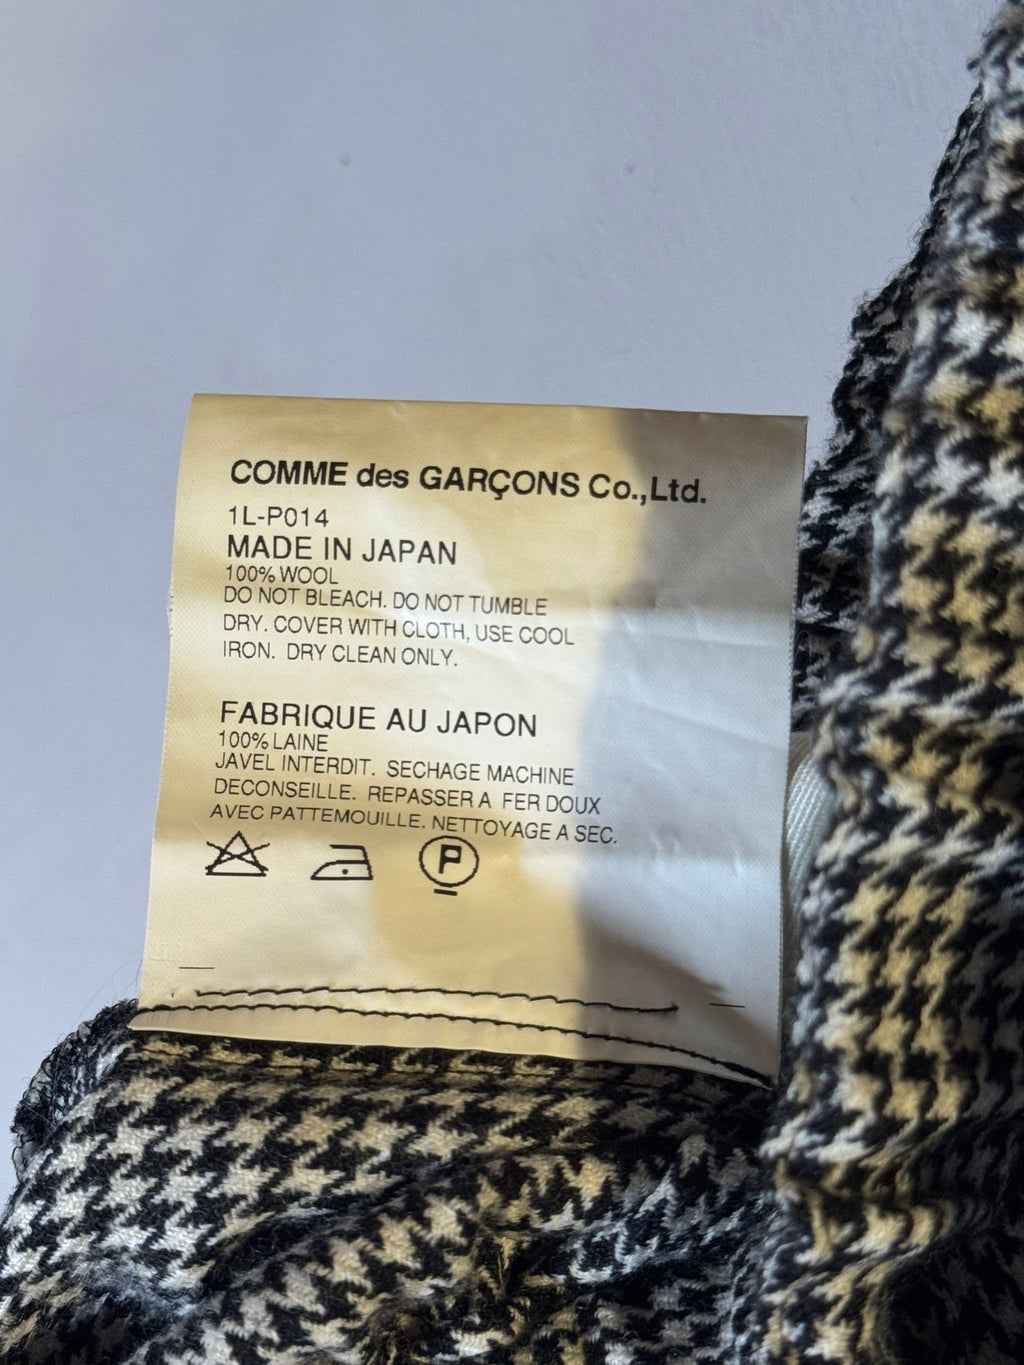 COMME des GARÇONS Co.,Ltd.
1L-P014
MADE IN JAPAN
100% WOOL
DO NOT BLEACH. DO NOT TUMBLE
DRY. COVER WITH CLOTH, USE COOL
IRON. DRY CLEAN ONLY.
FABRIQUE AU JAPON
100% LAINE
JAVEL INTERDIT. SECHAGE MACHINE
DECONSEILLE. REPASSER A FER DOUX
AVEC PATTEMOUILLE. NETTOYAGE A SEC.
P